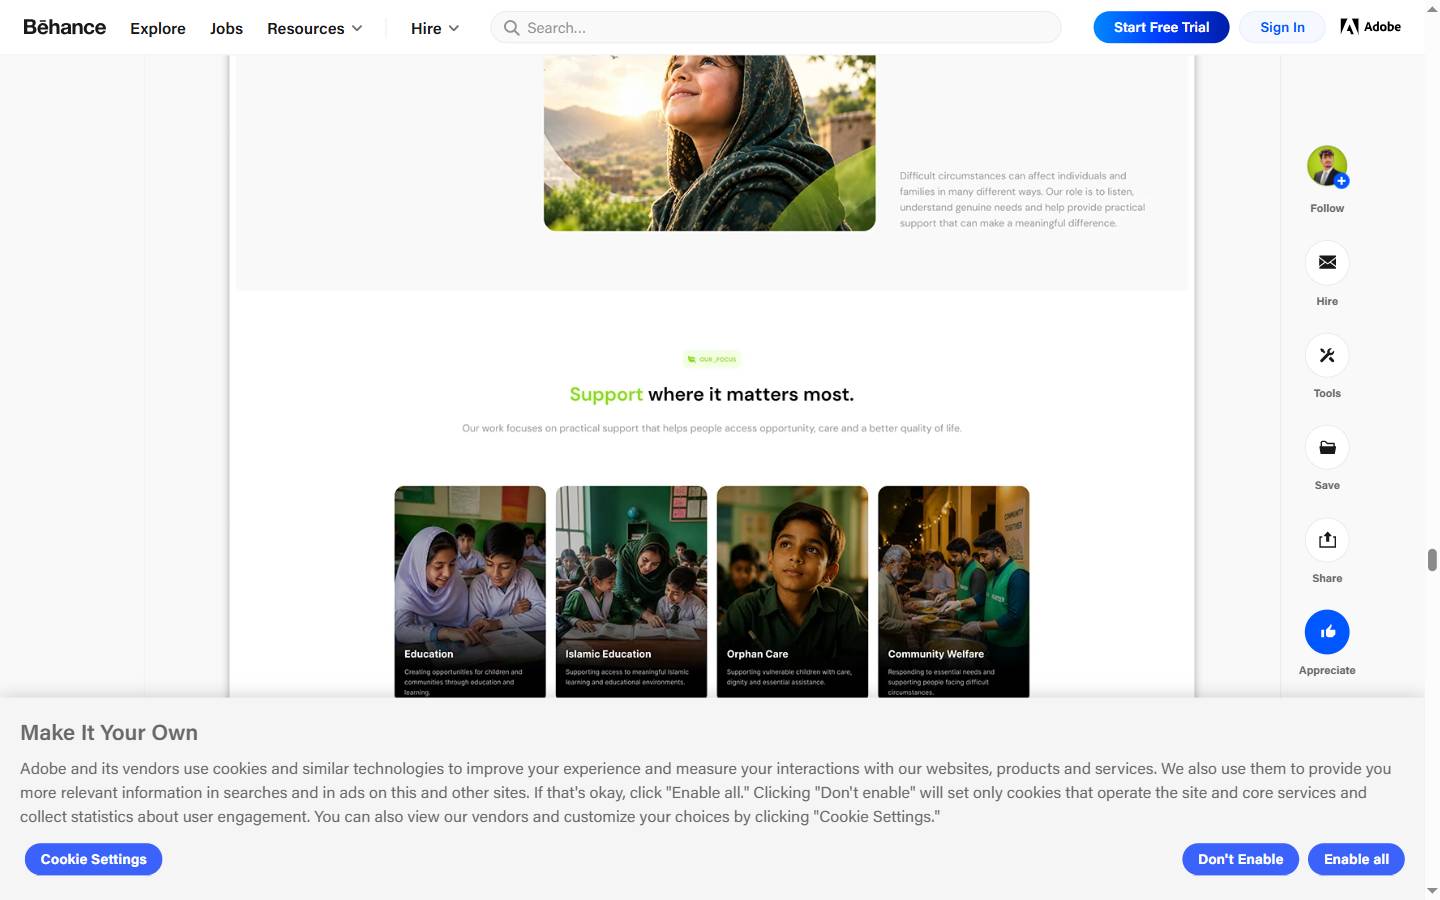 Bēhance
Explore
Jobs
Resources
Hire
Search...
Start Free Trial
Sign In
Adobe
Difficult circumstances can affect individuals and
families in many different ways. Our role is to listen,
understand genuine needs and help provide practical
support that can make a meaningful difference.
Follow
Hire
Tools
Save
Share
Appreciate
OUR_FOCUS
Support where it matters most.
Our work focuses on practical support that helps people access opportunity, care and a better quality of life.
COMMUNITY
TOGETHER
Education
Creating opportunities for children and
communities through education and
learning.
Islamic Education
Supporting access to meaningful Islamic
learning and educational environments.
Orphan Care
Supporting vulnerable children with care,
dignity and essential assistance.
Community Welfare
Responding to essential needs and
supporting people facing difficult
circumstances.
Make It Your Own
Adobe and its vendors use cookies and similar technologies to improve your experience and measure your interactions with our websites, products and services. We also use them to provide you
more relevant information in searches and in ads on this and other sites. If that's okay, click "Enable all." Clicking "Don't enable" will set only cookies that operate the site and core services and
collect statistics about user engagement. You can also view our vendors and customize your choices by clicking "Cookie Settings."
Cookie Settings
Don't Enable
Enable all